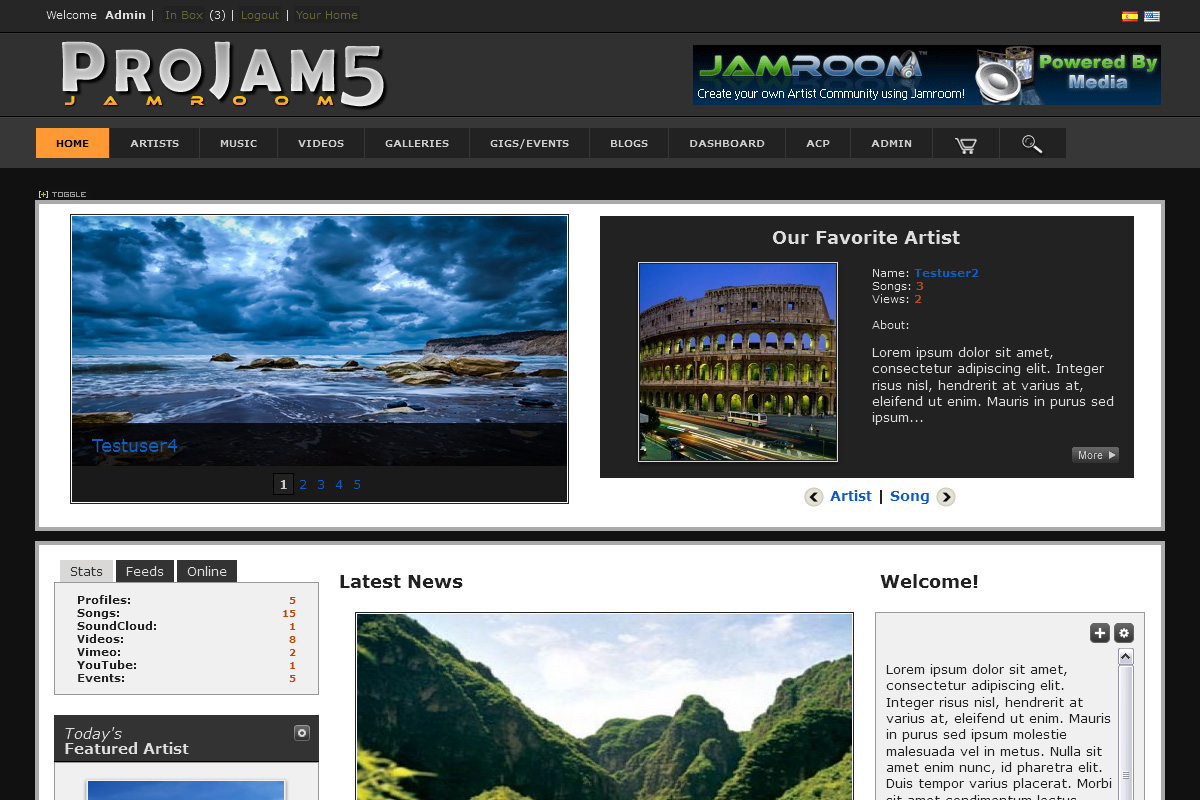 Welcome Admin | In Box (3) | Logout | Your Home
PROJAM5
JAMROOM
JAMROOM™
Create your own Artist Community using Jamroom!
Powered By
Media
HOME ARTISTS MUSIC VIDEOS GALLERIES GIGS/EVENTS BLOGS DASHBOARD ACP ADMIN
[+] TOGGLE
Testuser4
1 2 3 4 5
Our Favorite Artist
Name: Testuser2
Songs: 3
Views: 2
About:
Lorem ipsum dolor sit amet,
consectetur adipiscing elit. Integer
risus nisl, hendrerit at varius at,
eleifend ut enim. Mauris in purus sed
ipsum...
More
Artist | Song
Stats Feeds Online
Profiles: 5
Songs: 15
SoundCloud: 1
Videos: 8
Vimeo: 2
YouTube: 1
Events: 5
Today's
Featured Artist
Latest News
Welcome!
Lorem ipsum dolor sit amet,
consectetur adipiscing elit.
Integer risus nisl, hendrerit at
varius at, eleifend ut enim. Mauris
in purus sed ipsum molestie
malesuada vel in metus. Nulla sit
amet enim nunc, id pharetra elit.
Duis tempor varius placerat. Morbi
sit amet condimentum lectus